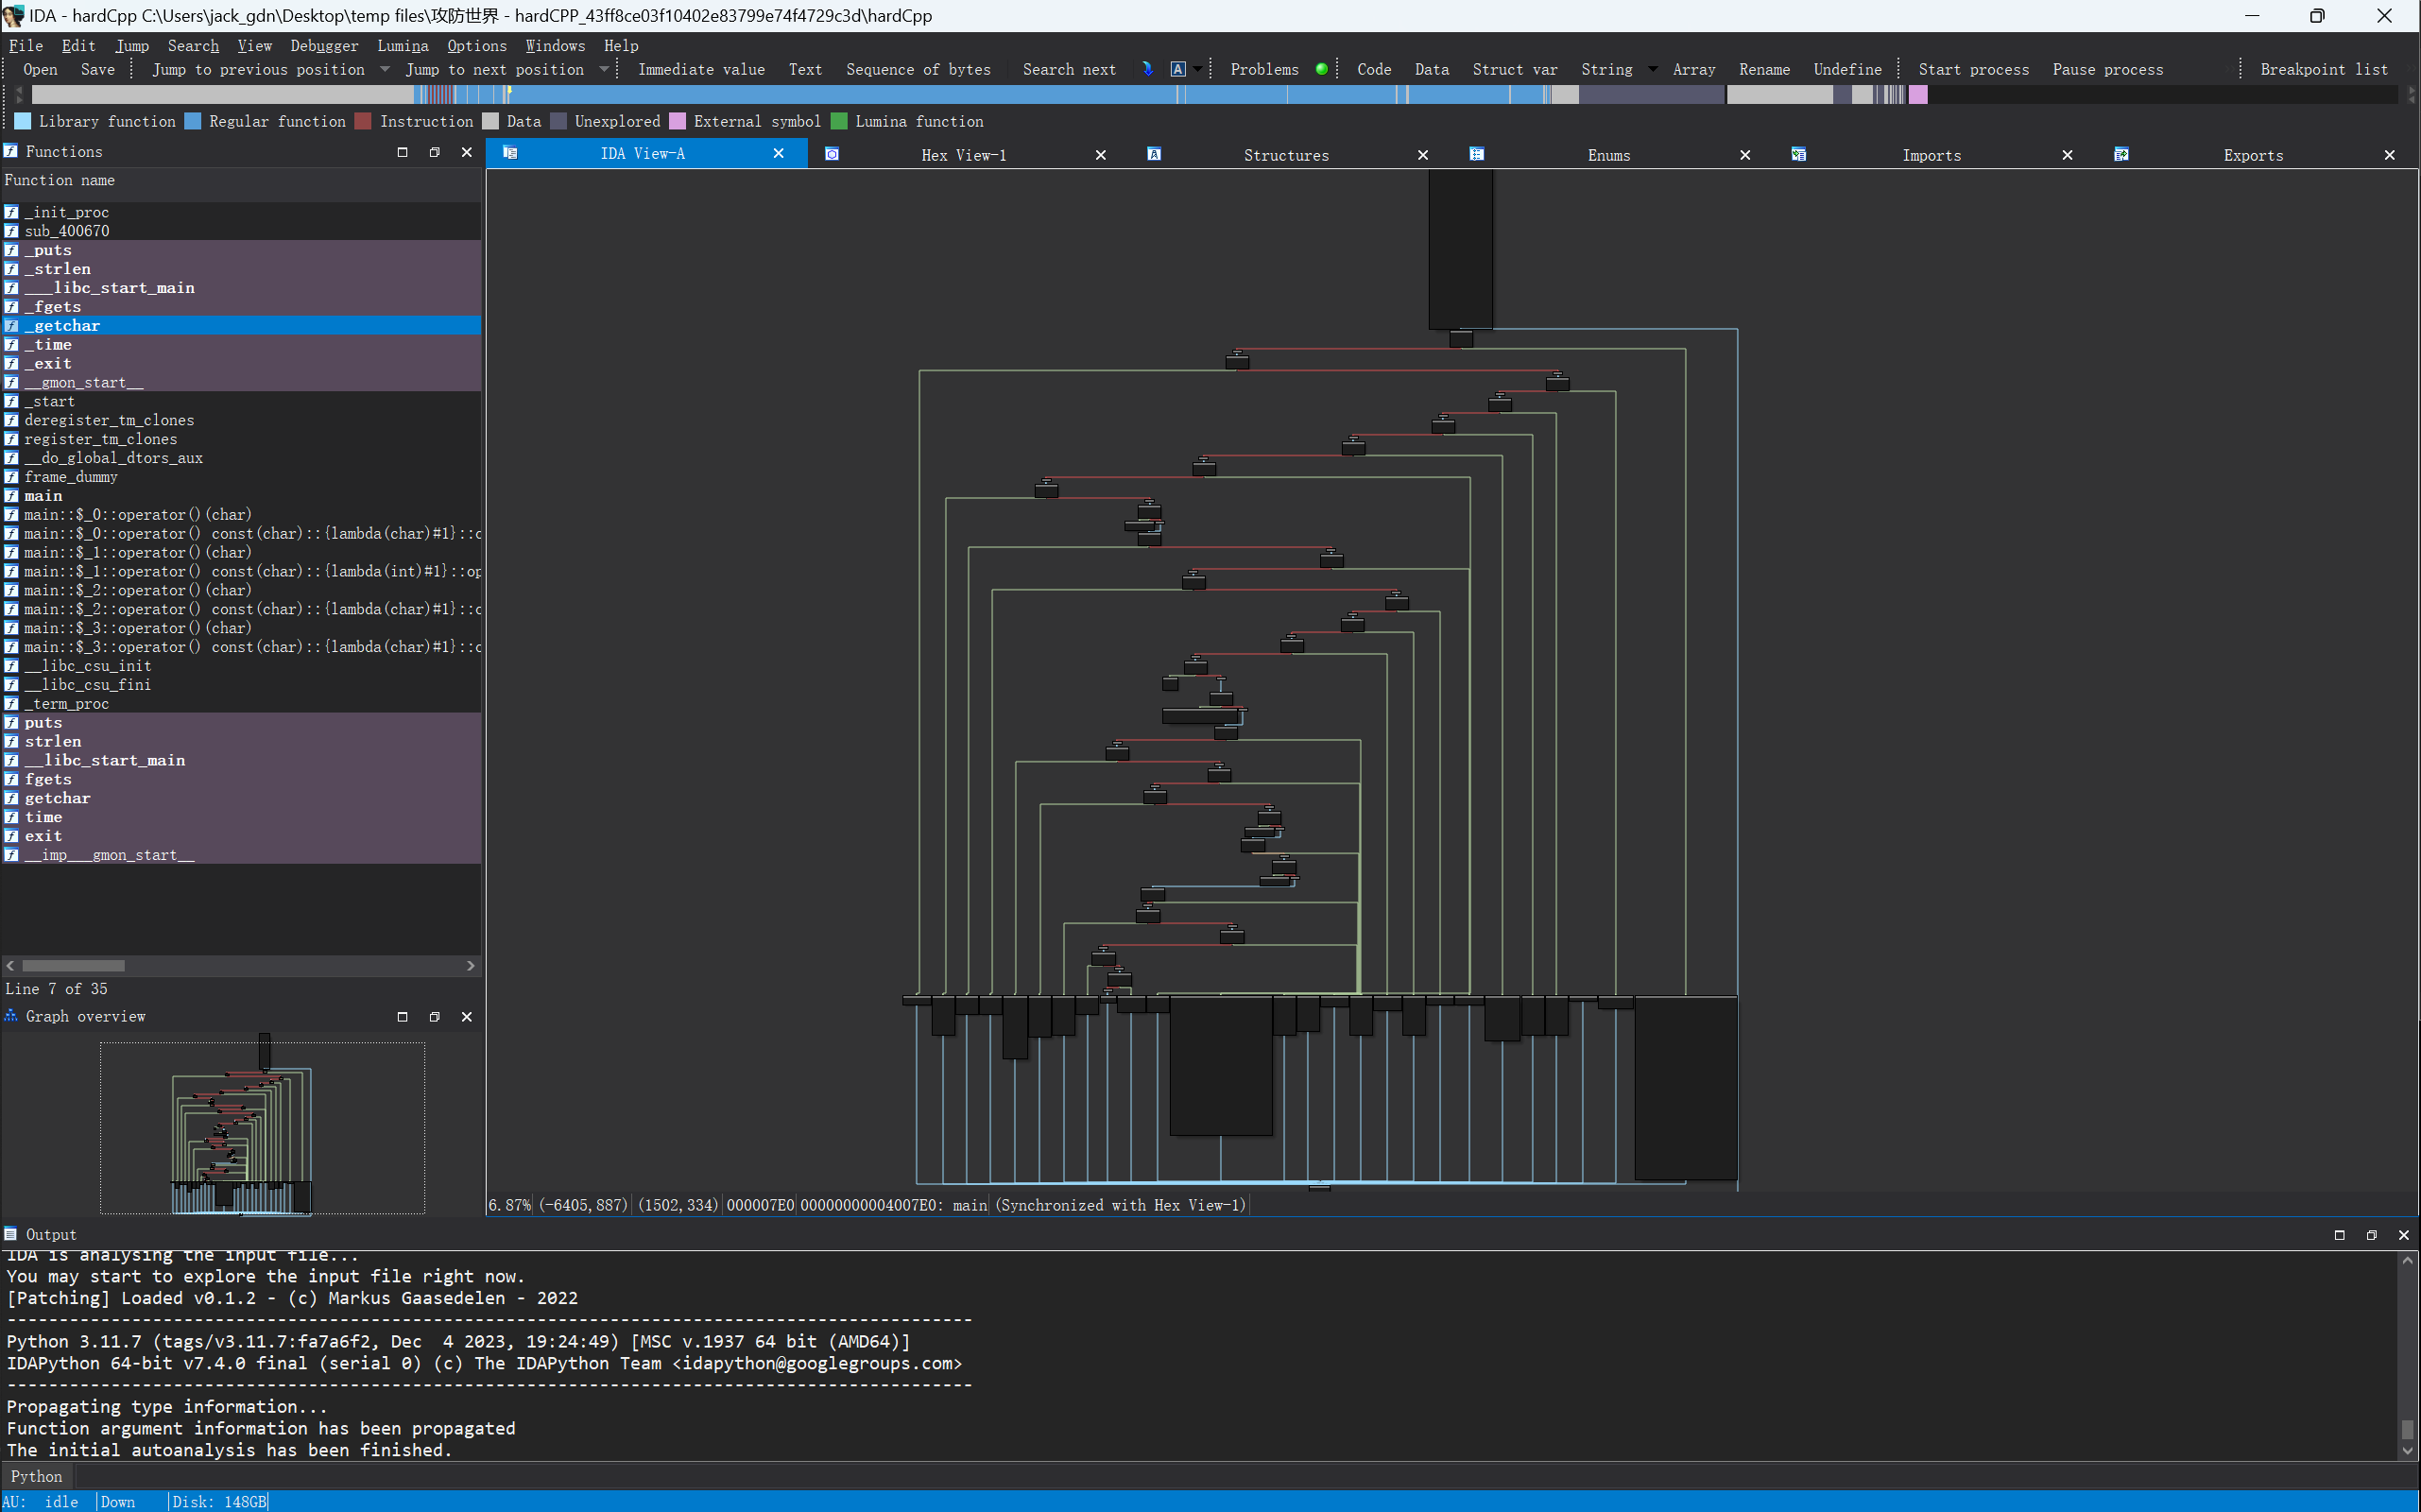 IDA - hardCpp C:\Users\jack_gdn\Desktop\temp files\攻防世界 - hardCPP_43ff8ce03f10402e83799e74f4729c3d\hardCpp
File Edit Jump Search View Debugger Lumina Options Windows Help
Open Save Jump to previous position Jump to next position Immediate value Text Sequence of bytes Search next A Problems Code Data Struct var String Array Rename Undefine Start process Pause process Breakpoint list
Library function Regular function Instruction Data Unexplored External symbol Lumina function
Functions
IDA View-A
Hex View-1
Structures
Enums
Imports
Exports
Function name
_init_proc
sub_400670
_puts
_strlen
___libc_start_main
_fgets
_getchar
_time
_exit
__gmon_start__
_start
deregister_tm_clones
register_tm_clones
__do_global_dtors_aux
frame_dummy
main
main::$_0::operator()(char)
main::$_0::operator() const(char)::{lambda(char)#1}::c
main::$_1::operator()(char)
main::$_1::operator() const(char)::{lambda(int)#1}::op
main::$_2::operator()(char)
main::$_2::operator() const(char)::{lambda(char)#1}::c
main::$_3::operator()(char)
main::$_3::operator() const(char)::{lambda(char)#1}::c
__libc_csu_init
__libc_csu_fini
_term_proc
puts
strlen
__libc_start_main
fgets
getchar
time
exit
__imp___gmon_start__
Line 7 of 35
Graph overview
6.87% (-6405,887) (1502,334) 000007E0 00000000004007E0: main (Synchronized with Hex View-1)
Output
IDA is analysing the input file...
You may start to explore the input file right now.
[Patching] Loaded v0.1.2 - (c) Markus Gaasedelen - 2022
---------------------------------------------------------------------------------------------
Python 3.11.7 (tags/v3.11.7:fa7a6f2, Dec  4 2023, 19:24:49) [MSC v.1937 64 bit (AMD64)]
IDAPython 64-bit v7.4.0 final (serial 0) (c) The IDAPython Team <idapython@googlegroups.com>
---------------------------------------------------------------------------------------------
Propagating type information...
Function argument information has been propagated
The initial autoanalysis has been finished.
Python
AU: idle Down Disk: 148GB